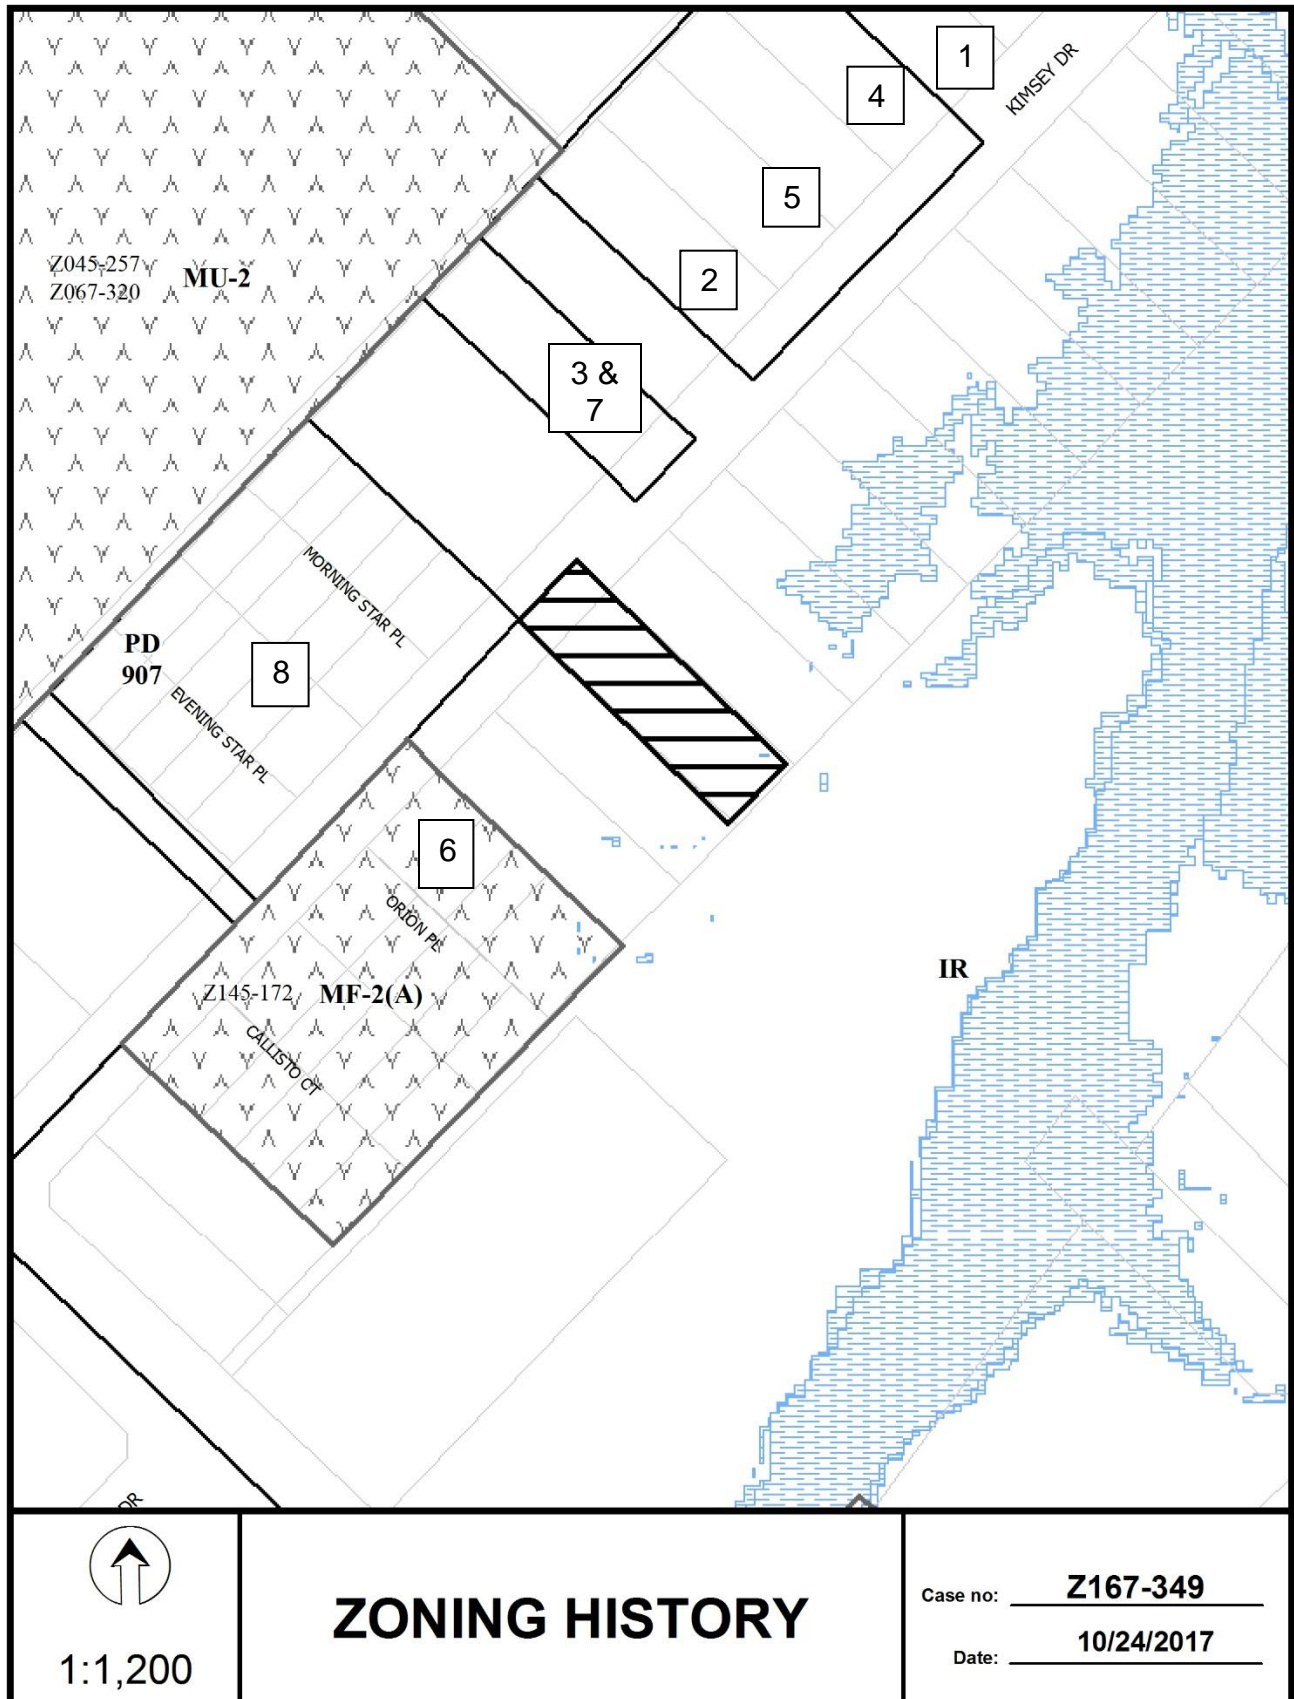 1
KIMSEY DR
4
5
Z045-257
Z067-320
MU-2
2
3 &
7
MORNING STAR PL
PD
907
8
EVENING STAR PL
6
ORION PL
Z145-172
MF-2(A)
IR
CALLISTO CT
DR
1:1,200
ZONING HISTORY
Case no: Z167-349
Date: 10/24/2017